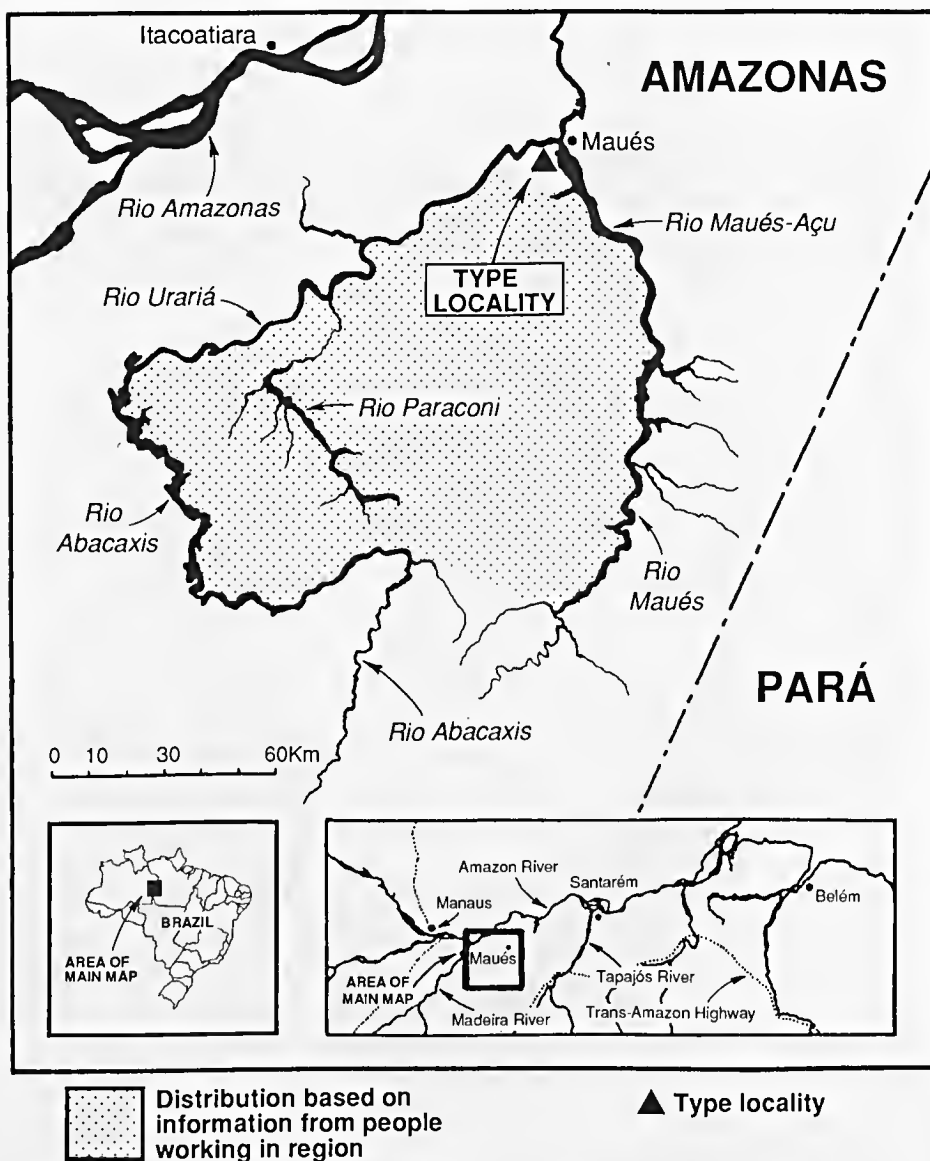 Itacoatiara
AMAZONAS
Maués
Rio Amazonas
Rio Maués-Açu
TYPE
LOCALITY
Rio Urariá
Rio Paraconi
Rio
Abacaxis
Rio
Maués
PARÁ
Rio Abacaxis
0 10 30 60Km
BRAZIL
AREA OF
MAIN MAP
Amazon River
Santarém
Manaus
Belém
Maués
AREA OF
MAIN MAP
Tapajós River
Madeira River
Trans-Amazon Highway
Distribution based on
information from people
working in region
Type locality